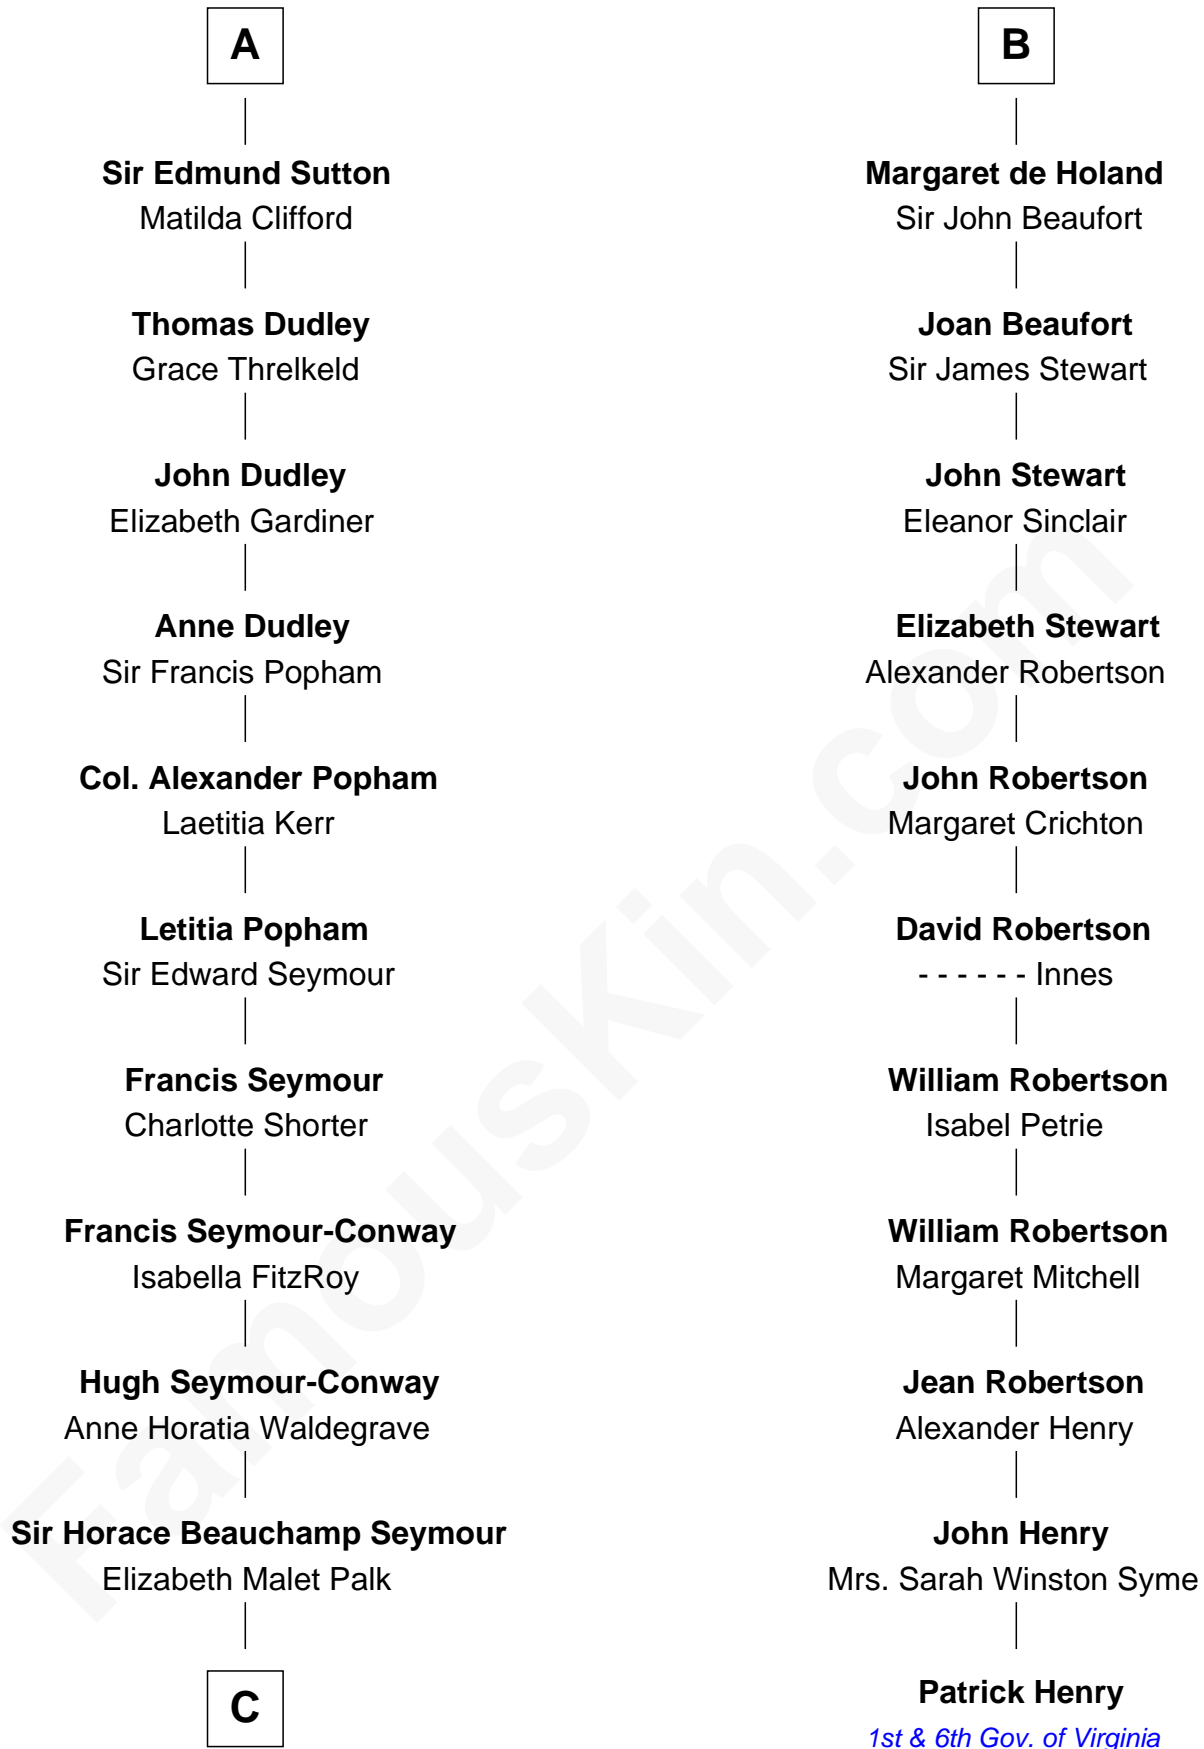 A
Sir Edmund Sutton
Matilda Clifford
Thomas Dudley
Grace Threlkeld
John Dudley
Elizabeth Gardiner
Anne Dudley
Sir Francis Popham
Col. Alexander Popham
Laetitia Kerr
Letitia Popham
Sir Edward Seymour
Francis Seymour
Charlotte Shorter
Francis Seymour-Conway
Isabella FitzRoy
Hugh Seymour-Conway
Anne Horatia Waldegrave
Sir Horace Beauchamp Seymour
Elizabeth Malet Palk
C
B
Margaret de Holand
Sir John Beaufort
Joan Beaufort
Sir James Stewart
John Stewart
Eleanor Sinclair
Elizabeth Stewart
Alexander Robertson
John Robertson
Margaret Crichton
David Robertson
- - - - - - Innes
William Robertson
Isabel Petrie
William Robertson
Margaret Mitchell
Jean Robertson
Alexander Henry
John Henry
Mrs. Sarah Winston Syme
Patrick Henry
1st & 6th Gov. of Virginia
FamousKin.com